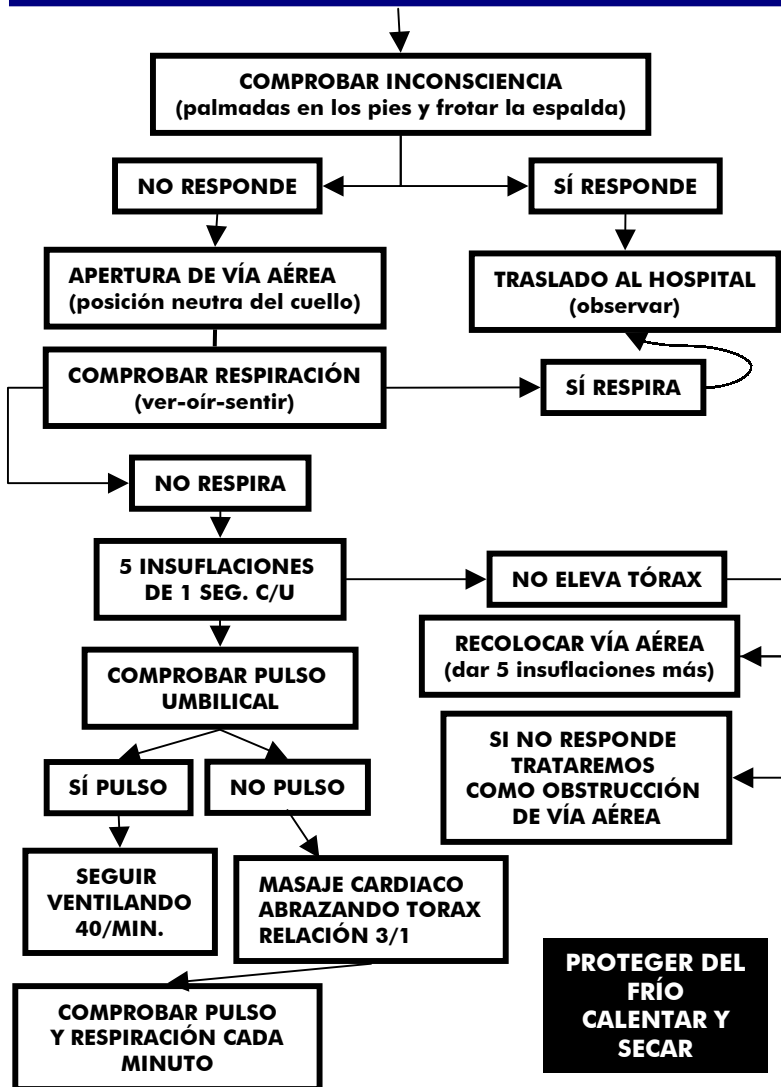 COMPROBAR INCONSCIENCIA
(palmadas en los pies y frotar la espalda)
NO RESPONDE
SÍ RESPONDE
APERTURA DE VÍA AÉREA
(posición neutra del cuello)
TRASLADO AL HOSPITAL
(observar)
COMPROBAR RESPIRACIÓN
(ver-oír-sentir)
SÍ RESPIRA
NO RESPIRA
5 INSUFLACIONES
DE 1 SEG. C/U
NO ELEVA TÓRAX
RECOLOCAR VÍA AÉREA
(dar 5 insuflaciones más)
COMPROBAR PULSO
UMBILICAL
SI NO RESPONDE
TRATAREMOS
COMO OBSTRUCCIÓN
DE VÍA AÉREA
SÍ PULSO
NO PULSO
SEGUIR
VENTILANDO
40/MIN.
MASAJE CARDIACO
ABRAZANDO TORAX
RELACIÓN 3/1
COMPROBAR PULSO
Y RESPIRACIÓN CADA
MINUTO
PROTEGER DEL
FRÍO
CALENTAR Y
SECAR